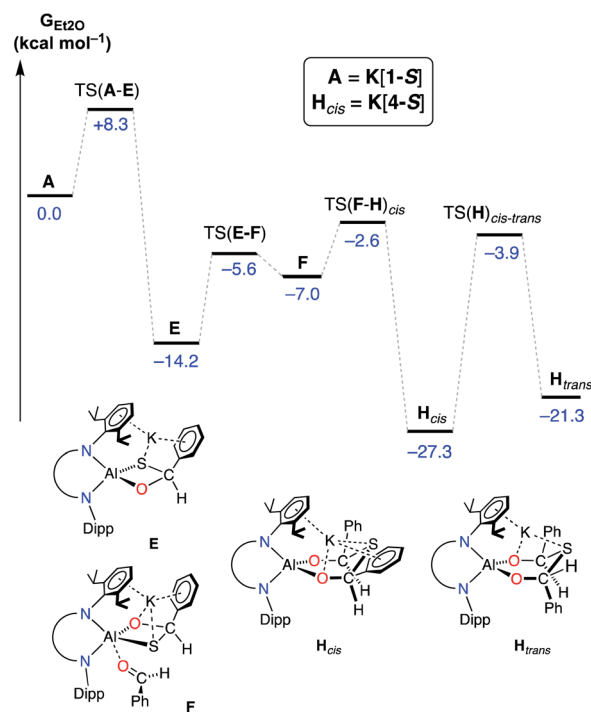 G_Et2O
(kcal mol⁻¹)
A = K[1-S]
H_cis = K[4-S]
TS(A-E)
+8.3
A
0.0
TS(F-H)_cis
−2.6
TS(H)_cis-trans
−3.9
TS(E-F)
−5.6
F
−7.0
E
−14.2
H_trans
−21.3
H_cis
−27.3
K
N
S
Al
C
O
H
N
Dipp
E
K
N
O
C
H
Al
S
N
O
C
H
Dipp
Ph
F
Ph
K
S
N
O
C
H
Al
O
C
N
H
Dipp
H_cis
Ph
K
S
N
O
C
H
Al
O
C
H
N
Ph
Dipp
H_trans